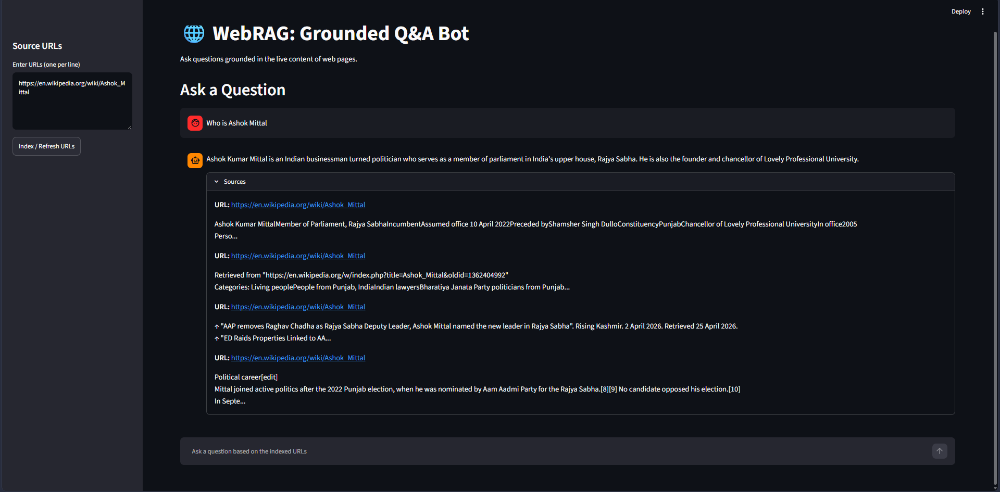 Deploy
Source URLs
Enter URLs (one per line)
https://en.wikipedia.org/wiki/Ashok_M
ittal
Index / Refresh URLs
WebRAG: Grounded Q&A Bot
Ask questions grounded in the live content of web pages.
Ask a Question
Who is Ashok Mittal
Ashok Kumar Mittal is an Indian businessman turned politician who serves as a member of parliament in India's upper house, Rajya Sabha. He is also the founder and chancellor of Lovely Professional University.
Sources
URL: https://en.wikipedia.org/wiki/Ashok_Mittal
Ashok Kumar MittalMember of Parliament, Rajya SabhaIncumbentAssumed office 10 April 2022Preceded byShamsher Singh DulloConstituencyPunjabChancellor of Lovely Professional UniversityIn office2005
Perso...
URL: https://en.wikipedia.org/wiki/Ashok_Mittal
Retrieved from "https://en.wikipedia.org/w/index.php?title=Ashok_Mittal&oldid=1362404992"
Categories: Living peoplePeople from Punjab, IndiaIndian lawyersBharatiya Janata Party politicians from Punjab...
URL: https://en.wikipedia.org/wiki/Ashok_Mittal
↑ "AAP removes Raghav Chadha as Rajya Sabha Deputy Leader, Ashok Mittal named the new leader in Rajya Sabha". Rising Kashmir. 2 April 2026. Retrieved 25 April 2026.
↑ "ED Raids Properties Linked to AA...
URL: https://en.wikipedia.org/wiki/Ashok_Mittal
Political career[edit]
Mittal joined active politics after the 2022 Punjab election, when he was nominated by Aam Aadmi Party for the Rajya Sabha.[8][9] No candidate opposed his election.[10]
In Septe...
Ask a question based on the indexed URLs